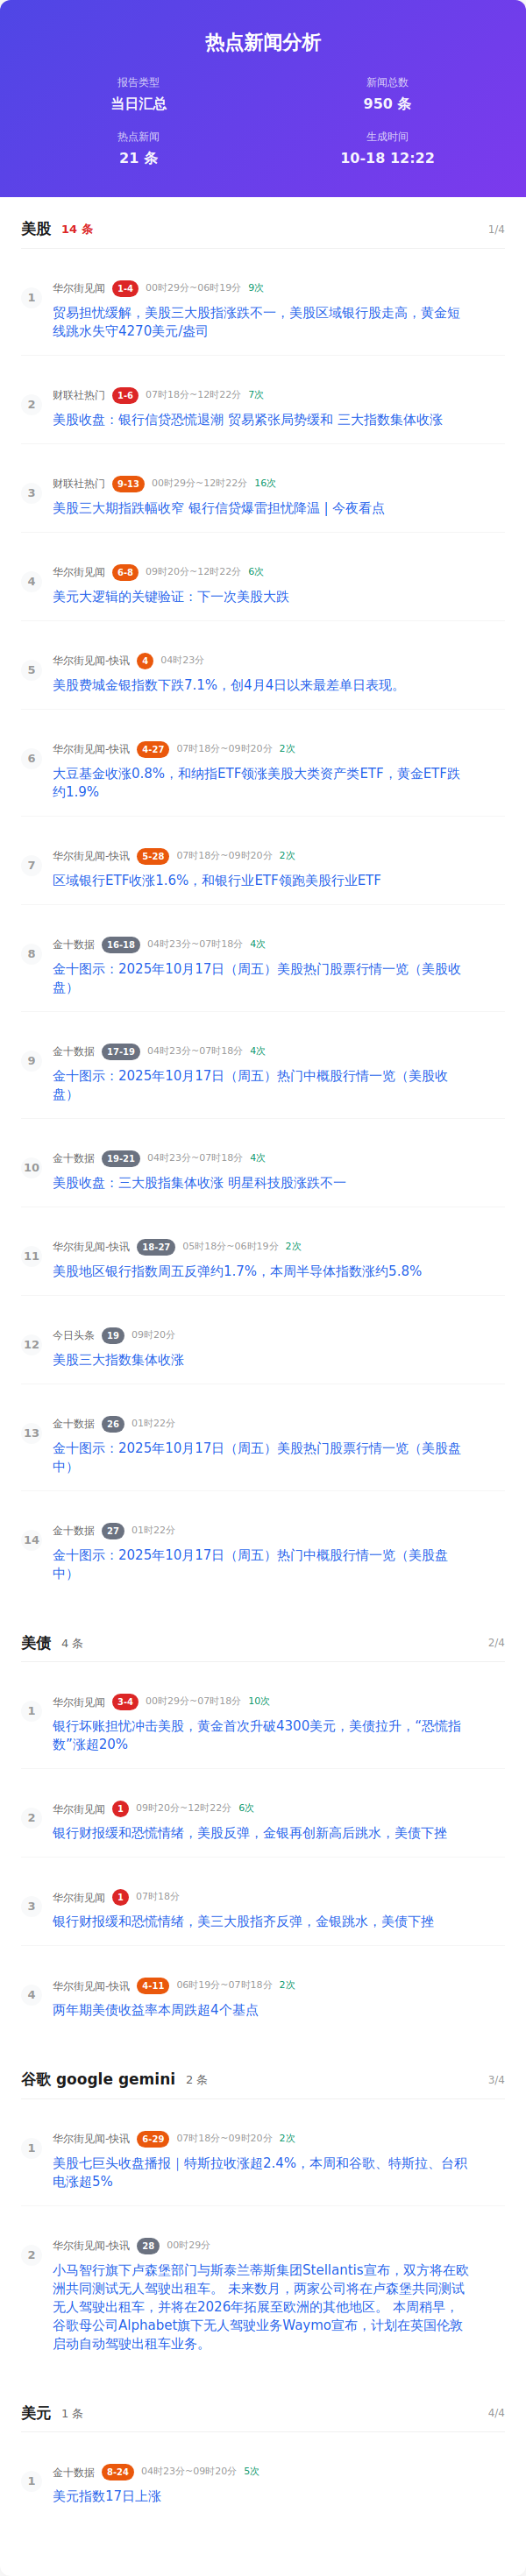 热点新闻分析
报告类型
新闻总数
当日汇总
950 条
热点新闻
生成时间
21 条
10-18 12:22
美股 14 条 1/4
1
华尔街见闻 1-4 00时29分~06时19分 9次
贸易担忧缓解，美股三大股指涨跌不一，美股区域银行股走高，黄金短
线跳水失守4270美元/盎司
2
财联社热门 1-6 07时18分~12时22分 7次
美股收盘：银行信贷恐慌退潮 贸易紧张局势缓和 三大指数集体收涨
3
财联社热门 9-13 00时29分~12时22分 16次
美股三大期指跌幅收窄 银行信贷爆雷担忧降温 | 今夜看点
4
华尔街见闻 6-8 09时20分~12时22分 6次
美元大逻辑的关键验证：下一次美股大跌
5
华尔街见闻-快讯 4 04时23分
美股费城金银指数下跌7.1%，创4月4日以来最差单日表现。
6
华尔街见闻-快讯 4-27 07时18分~09时20分 2次
大豆基金收涨0.8%，和纳指ETF领涨美股大类资产类ETF，黄金ETF跌
约1.9%
7
华尔街见闻-快讯 5-28 07时18分~09时20分 2次
区域银行ETF收涨1.6%，和银行业ETF领跑美股行业ETF
8
金十数据 16-18 04时23分~07时18分 4次
金十图示：2025年10月17日（周五）美股热门股票行情一览（美股收
盘）
9
金十数据 17-19 04时23分~07时18分 4次
金十图示：2025年10月17日（周五）热门中概股行情一览（美股收
盘）
10
金十数据 19-21 04时23分~07时18分 4次
美股收盘：三大股指集体收涨 明星科技股涨跌不一
11
华尔街见闻-快讯 18-27 05时18分~06时19分 2次
美股地区银行指数周五反弹约1.7%，本周半导体指数涨约5.8%
12
今日头条 19 09时20分
美股三大指数集体收涨
13
金十数据 26 01时22分
金十图示：2025年10月17日（周五）美股热门股票行情一览（美股盘
中）
14
金十数据 27 01时22分
金十图示：2025年10月17日（周五）热门中概股行情一览（美股盘
中）
美债 4 条 2/4
1
华尔街见闻 3-4 00时29分~07时18分 10次
银行坏账担忧冲击美股，黄金首次升破4300美元，美债拉升，“恐慌指
数”涨超20%
2
华尔街见闻 1 09时20分~12时22分 6次
银行财报缓和恐慌情绪，美股反弹，金银再创新高后跳水，美债下挫
3
华尔街见闻 1 07时18分
银行财报缓和恐慌情绪，美三大股指齐反弹，金银跳水，美债下挫
4
华尔街见闻-快讯 4-11 06时19分~07时18分 2次
两年期美债收益率本周跌超4个基点
谷歌 google gemini 2 条 3/4
1
华尔街见闻-快讯 6-29 07时18分~09时20分 2次
美股七巨头收盘播报｜特斯拉收涨超2.4%，本周和谷歌、特斯拉、台积
电涨超5%
2
华尔街见闻-快讯 28 00时29分
小马智行旗下卢森堡部门与斯泰兰蒂斯集团Stellantis宣布，双方将在欧
洲共同测试无人驾驶出租车。 未来数月，两家公司将在卢森堡共同测试
无人驾驶出租车，并将在2026年拓展至欧洲的其他地区。 本周稍早，
谷歌母公司Alphabet旗下无人驾驶业务Waymo宣布，计划在英国伦敦
启动自动驾驶出租车业务。
美元 1 条 4/4
1
金十数据 8-24 04时23分~09时20分 5次
美元指数17日上涨